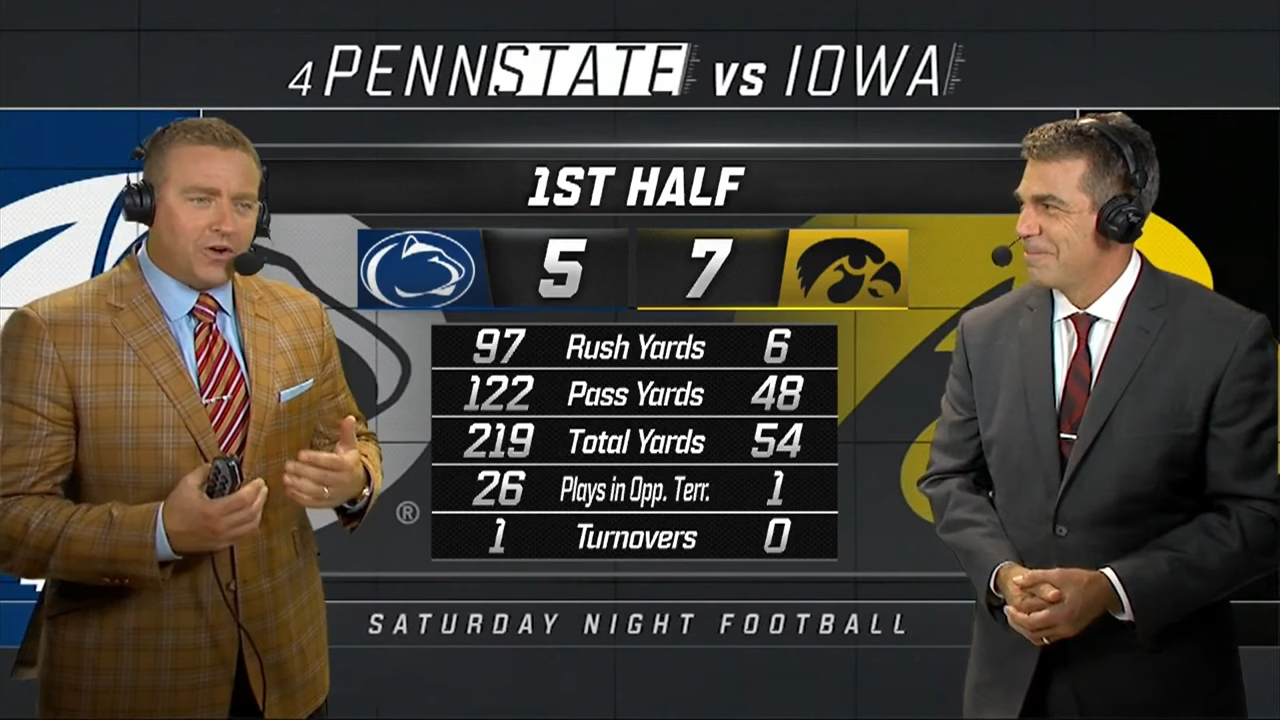 4 PENNSTATE vs IOWA
1ST HALF
5 7
97 Rush Yards 6
122 Pass Yards 48
219 Total Yards 54
26 Plays in Opp. Terr. 1
1 Turnovers 0
®
SATURDAY NIGHT FOOTBALL